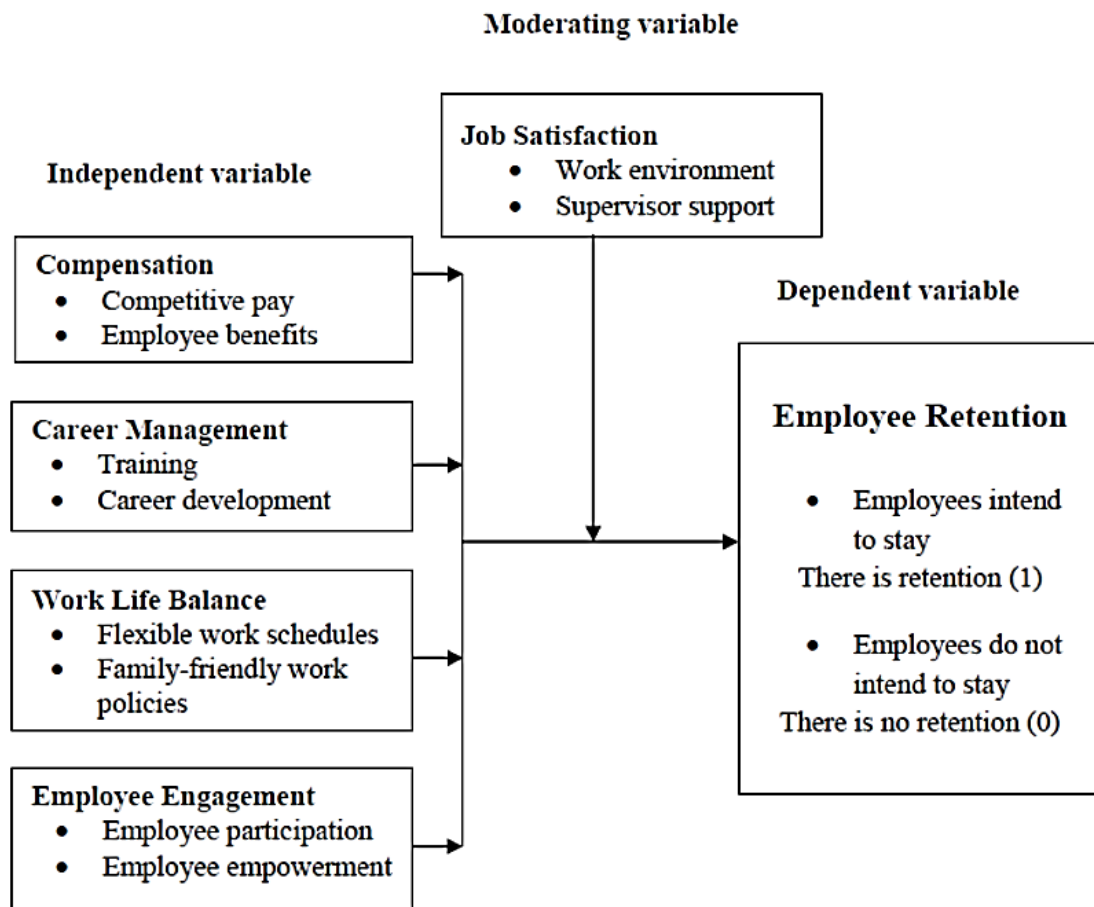 Moderating variable
Job Satisfaction
• Work environment
• Supervisor support
Independent variable
Compensation
• Competitive pay
• Employee benefits
Career Management
• Training
• Career development
Work Life Balance
• Flexible work schedules
• Family-friendly work
policies
Employee Engagement
• Employee participation
• Employee empowerment
Dependent variable
Employee Retention
• Employees intend
to stay
There is retention (1)
• Employees do not
intend to stay
There is no retention (0)